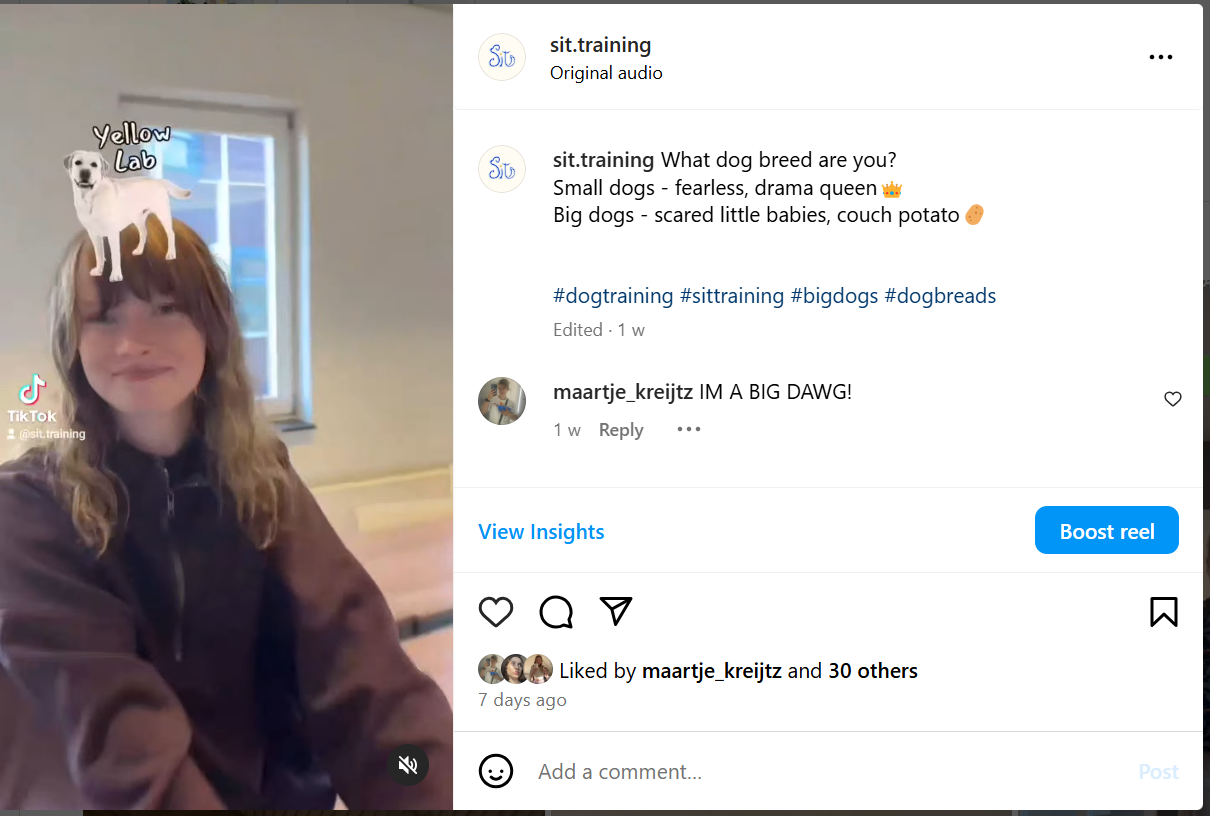 Yellow
Lab
TikTok
@sit.training
Sit
sit.training
Original audio
Sit
sit.training What dog breed are you?
Small dogs - fearless, drama queen👑
Big dogs - scared little babies, couch potato🥔
#dogtraining #sittraining #bigdogs #dogbreads
Edited · 1 w
maartje_kreijtz IM A BIG DAWG!
1 w Reply
View Insights
Boost reel
Liked by maartje_kreijtz and 30 others
7 days ago
Add a comment...
Post